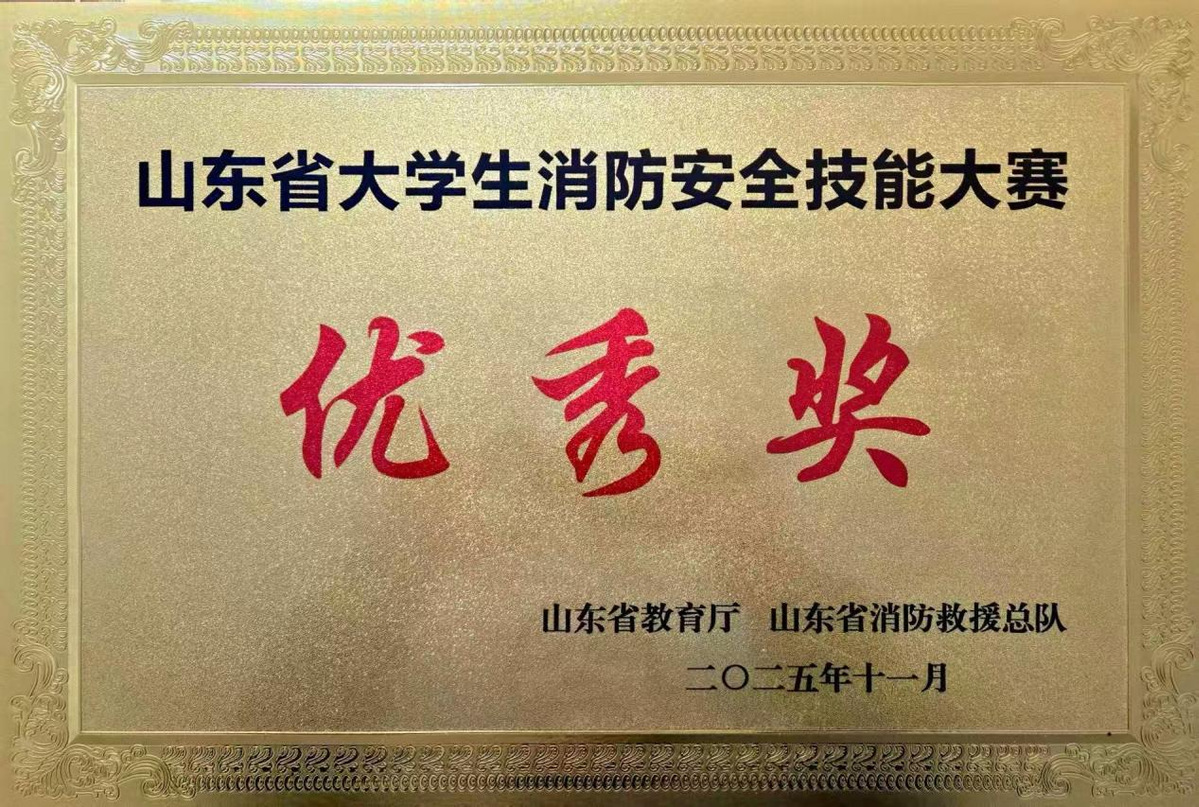 山东省大学生消防安全技能大赛
优秀奖
山东省教育厅 山东省消防救援总队
二〇二五年十一月